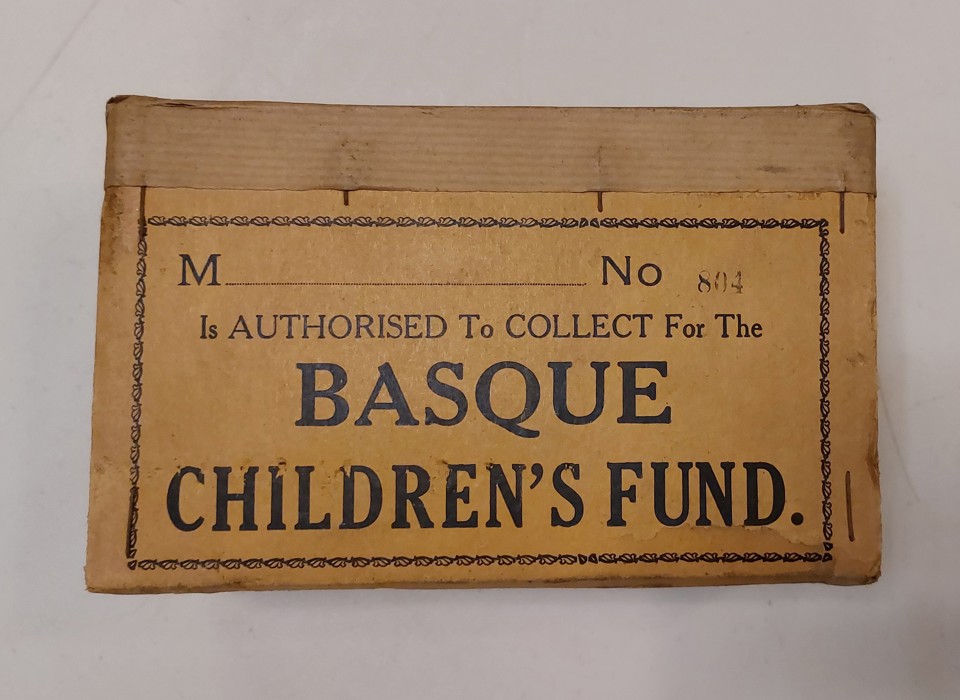 M No 804
Is AUTHORISED To COLLECT For The
BASQUE
CHILDREN'S FUND.